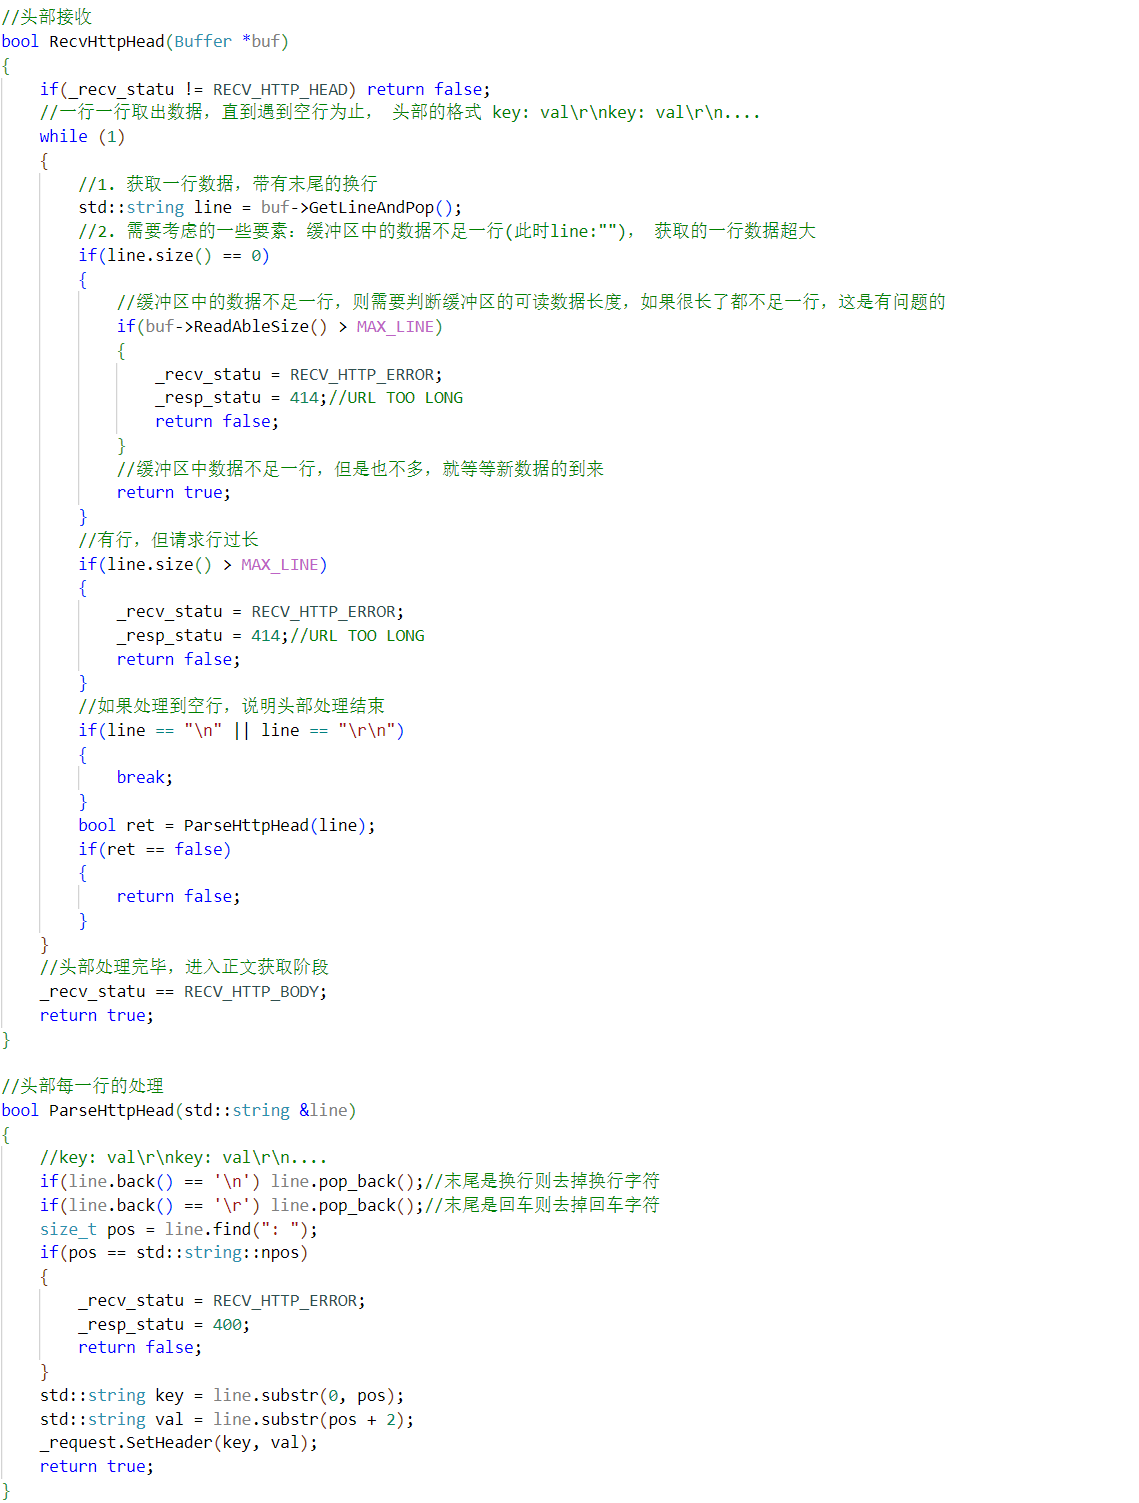 //头部接收
bool RecvHttpHead(Buffer *buf)
{
    if(_recv_statu != RECV_HTTP_HEAD) return false;
    //一行一行取出数据，直到遇到空行为止， 头部的格式 key: val\r\nkey: val\r\n....
    while (1)
    {
        //1. 获取一行数据，带有末尾的换行
        std::string line = buf->GetLineAndPop();
        //2. 需要考虑的一些要素：缓冲区中的数据不足一行(此时line:"")， 获取的一行数据超大
        if(line.size() == 0)
        {
            //缓冲区中的数据不足一行，则需要判断缓冲区的可读数据长度，如果很长了都不足一行，这是有问题的
            if(buf->ReadAbleSize() > MAX_LINE)
            {
                _recv_statu = RECV_HTTP_ERROR;
                _resp_statu = 414;//URL TOO LONG
                return false;
            }
            //缓冲区中数据不足一行，但是也不多，就等等新数据的到来
            return true;
        }
        //有行，但请求行过长
        if(line.size() > MAX_LINE)
        {
            _recv_statu = RECV_HTTP_ERROR;
            _resp_statu = 414;//URL TOO LONG
            return false;
        }
        //如果处理到空行，说明头部处理结束
        if(line == "\n" || line == "\r\n")
        {
            break;
        }
        bool ret = ParseHttpHead(line);
        if(ret == false)
        {
            return false;
        }
    }
    //头部处理完毕，进入正文获取阶段
    _recv_statu == RECV_HTTP_BODY;
    return true;
}

//头部每一行的处理
bool ParseHttpHead(std::string &line)
{
    //key: val\r\nkey: val\r\n....
    if(line.back() == '\n') line.pop_back();//末尾是换行则去掉换行字符
    if(line.back() == '\r') line.pop_back();//末尾是回车则去掉回车字符
    size_t pos = line.find(": ");
    if(pos == std::string::npos)
    {
        _recv_statu = RECV_HTTP_ERROR;
        _resp_statu = 400;
        return false;
    }
    std::string key = line.substr(0, pos);
    std::string val = line.substr(pos + 2);
    _request.SetHeader(key, val);
    return true;
}